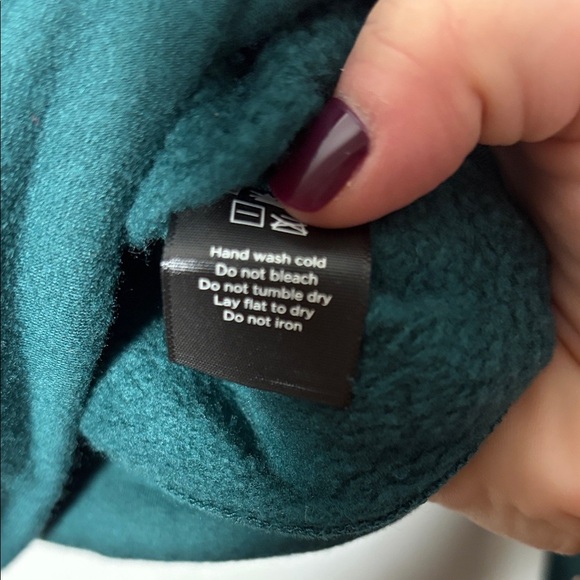 Hand wash cold
Do not bleach
Do not tumble dry
Lay flat to dry
Do not iron